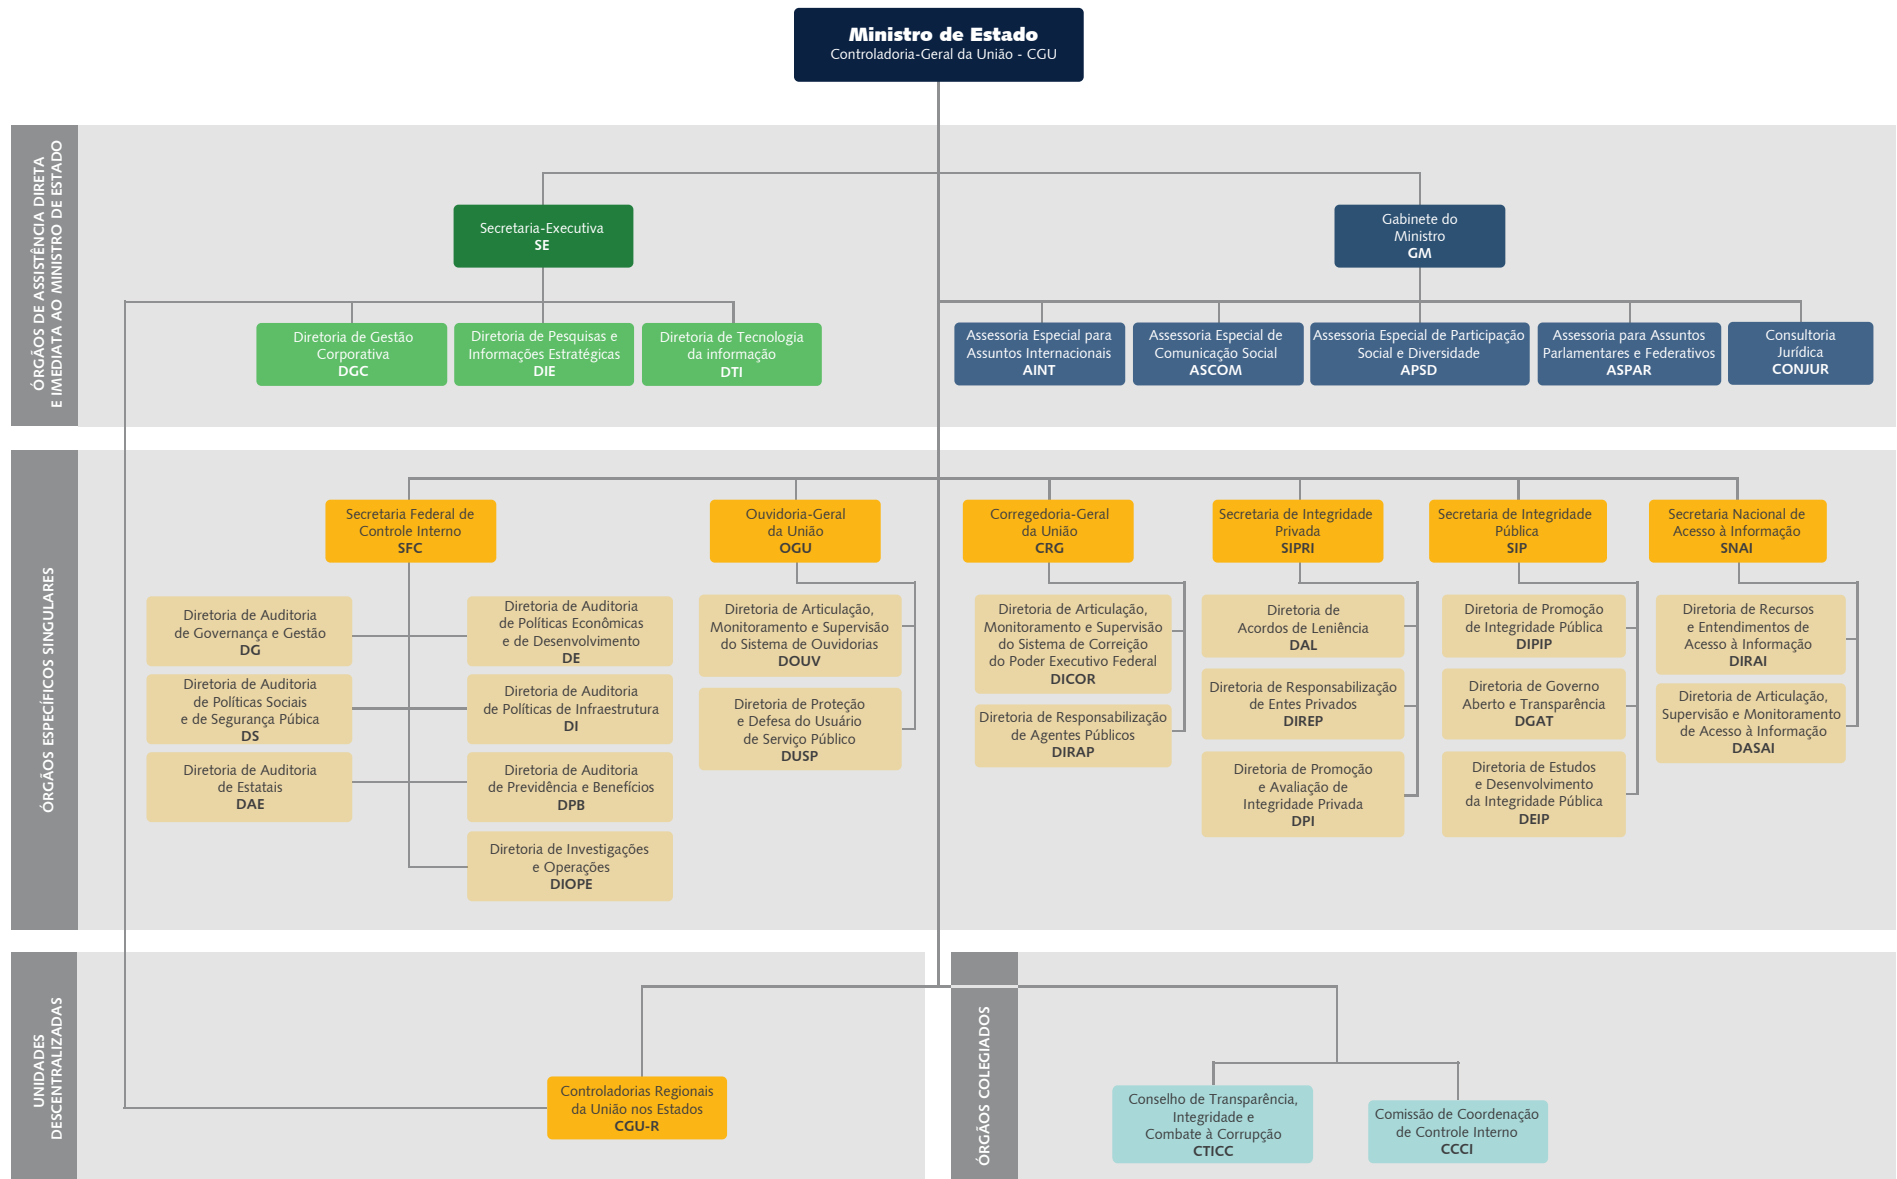 Ministro de Estado
Controladoria-Geral da União - CGU
ÓRGÃOS DE ASSISTÊNCIA DIRETA
E IMEDIATA AO MINISTRO DE ESTADO
Secretaria-Executiva
SE
Gabinete do
Ministro
GM
Diretoria de Gestão
Corporativa
DGC
Diretoria de Pesquisas e
Informações Estratégicas
DIE
Diretoria de Tecnologia
da informação
DTI
Assessoria Especial para
Assuntos Internacionais
AINT
Assessoria Especial de
Comunicação Social
ASCOM
Assessoria Especial de Participação
Social e Diversidade
APSD
Assessoria para Assuntos
Parlamentares e Federativos
ASPAR
Consultoria
Jurídica
CONJUR
ÓRGÃOS ESPECÍFICOS SINGULARES
Secretaria Federal de
Controle Interno
SFC
Ouvidoria-Geral
da União
OGU
Corregedoria-Geral
da União
CRG
Secretaria de Integridade
Privada
SIPRI
Secretaria de Integridade
Pública
SIP
Secretaria Nacional de
Acesso à Informação
SNAI
Diretoria de Auditoria
de Governança e Gestão
DG
Diretoria de Auditoria
de Políticas Sociais
e de Segurança Púbica
DS
Diretoria de Auditoria
de Estatais
DAE
Diretoria de Auditoria
de Políticas Econômicas
e de Desenvolvimento
DE
Diretoria de Auditoria
de Políticas de Infraestrutura
DI
Diretoria de Auditoria
de Previdência e Benefícios
DPB
Diretoria de Investigações
e Operações
DIOPE
Diretoria de Articulação,
Monitoramento e Supervisão
do Sistema de Ouvidorias
DOUV
Diretoria de Proteção
e Defesa do Usuário
de Serviço Público
DUSP
Diretoria de Articulação,
Monitoramento e Supervisão
do Sistema de Correição
do Poder Executivo Federal
DICOR
Diretoria de Responsabilização
de Agentes Públicos
DIRAP
Diretoria de
Acordos de Leniência
DAL
Diretoria de Responsabilização
de Entes Privados
DIREP
Diretoria de Promoção
e Avaliação de
Integridade Privada
DPI
Diretoria de Promoção
de Integridade Pública
DIPIP
Diretoria de Governo
Aberto e Transparência
DGAT
Diretoria de Estudos
e Desenvolvimento
da Integridade Pública
DEIP
Diretoria de Recursos
e Entendimentos de
Acesso à Informação
DIRAI
Diretoria de Articulação,
Supervisão e Monitoramento
de Acesso à Informação
DASAI
UNIDADES
DESCENTRALIZADAS
Controladorias Regionais
da União nos Estados
CGU-R
ÓRGÃOS COLEGIADOS
Conselho de Transparência,
Integridade e
Combate à Corrupção
CTICC
Comissão de Coordenação
de Controle Interno
CCCI